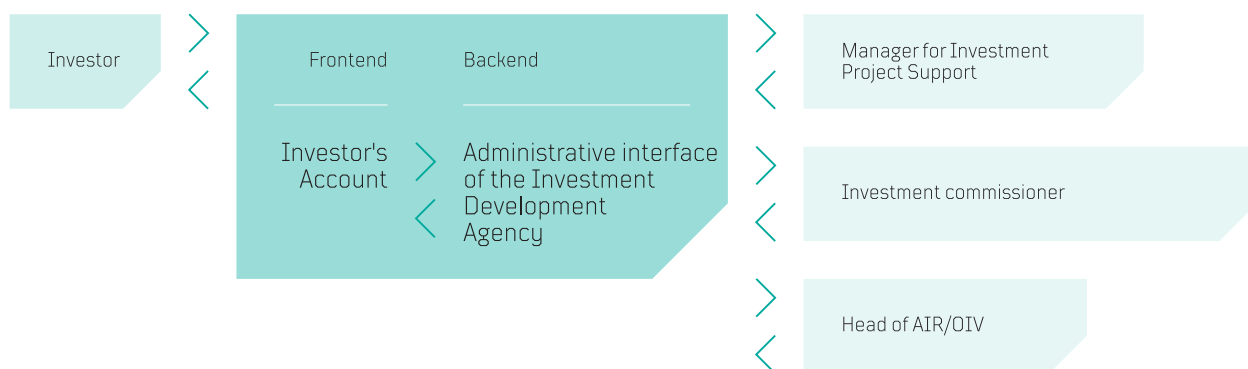 Investor
Frontend
Backend
Investor's
Account
Administrative interface
of the Investment
Development
Agency
Manager for Investment
Project Support
Investment commissioner
Head of AIR/OIV